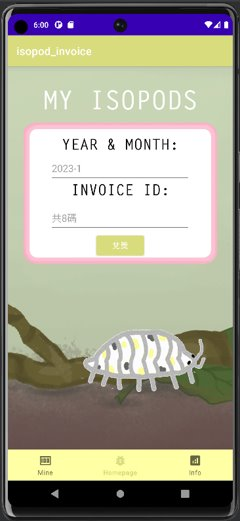 6:00
isopod_invoice
MY ISOPODS
YEAR & MONTH:
2023-1
INVOICE ID:
共8碼
兌獎
Mine
Homepage
Info